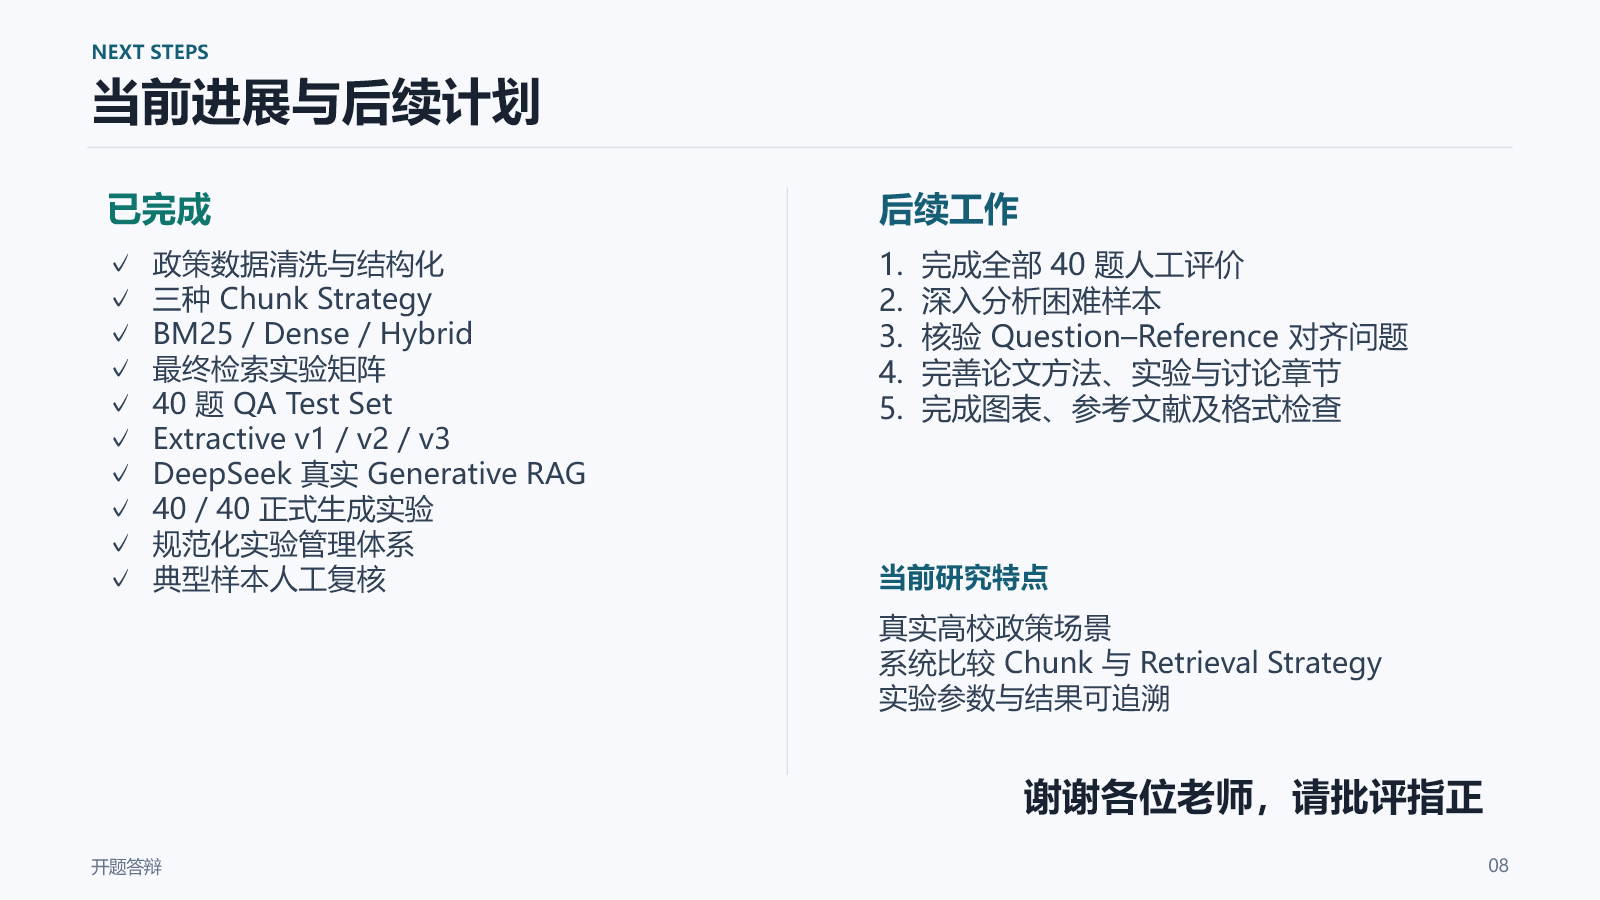 NEXT STEPS
当前进展与后续计划
已完成
✓ 政策数据清洗与结构化
✓ 三种 Chunk Strategy
✓ BM25 / Dense / Hybrid
✓ 最终检索实验矩阵
✓ 40 题 QA Test Set
✓ Extractive v1 / v2 / v3
✓ DeepSeek 真实 Generative RAG
✓ 40 / 40 正式生成实验
✓ 规范化实验管理体系
✓ 典型样本人工复核
后续工作
1. 完成全部 40 题人工评价
2. 深入分析困难样本
3. 核验 Question–Reference 对齐问题
4. 完善论文方法、实验与讨论章节
5. 完成图表、参考文献及格式检查
当前研究特点
真实高校政策场景
系统比较 Chunk 与 Retrieval Strategy
实验参数与结果可追溯
谢谢各位老师，请批评指正
开题答辩
08